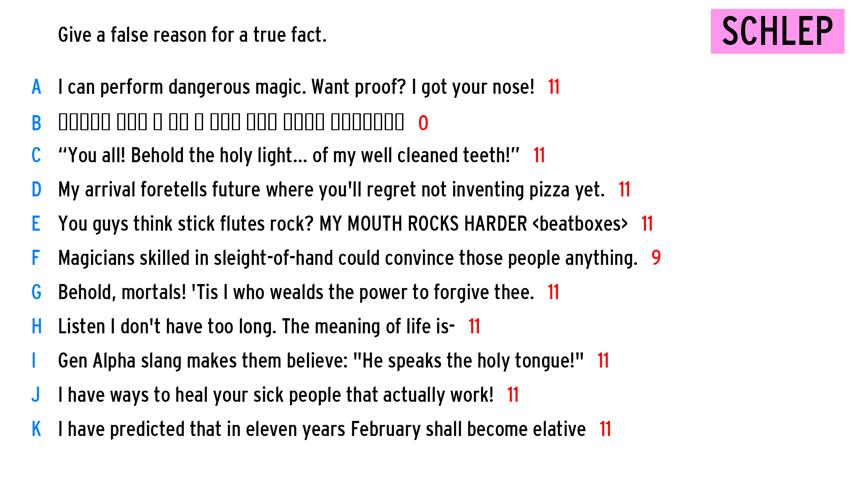 Give a false reason for a true fact.
SCHLEP
A I can perform dangerous magic. Want proof? I got your nose! 11
B 0
C “You all! Behold the holy light... of my well cleaned teeth!” 11
D My arrival foretells future where you'll regret not inventing pizza yet. 11
E You guys think stick flutes rock? MY MOUTH ROCKS HARDER <beatboxes> 11
F Magicians skilled in sleight-of-hand could convince those people anything. 9
G Behold, mortals! 'Tis I who wealds the power to forgive thee. 11
H Listen I don't have too long. The meaning of life is- 11
I Gen Alpha slang makes them believe: "He speaks the holy tongue!" 11
J I have ways to heal your sick people that actually work! 11
K I have predicted that in eleven years February shall become elative 11